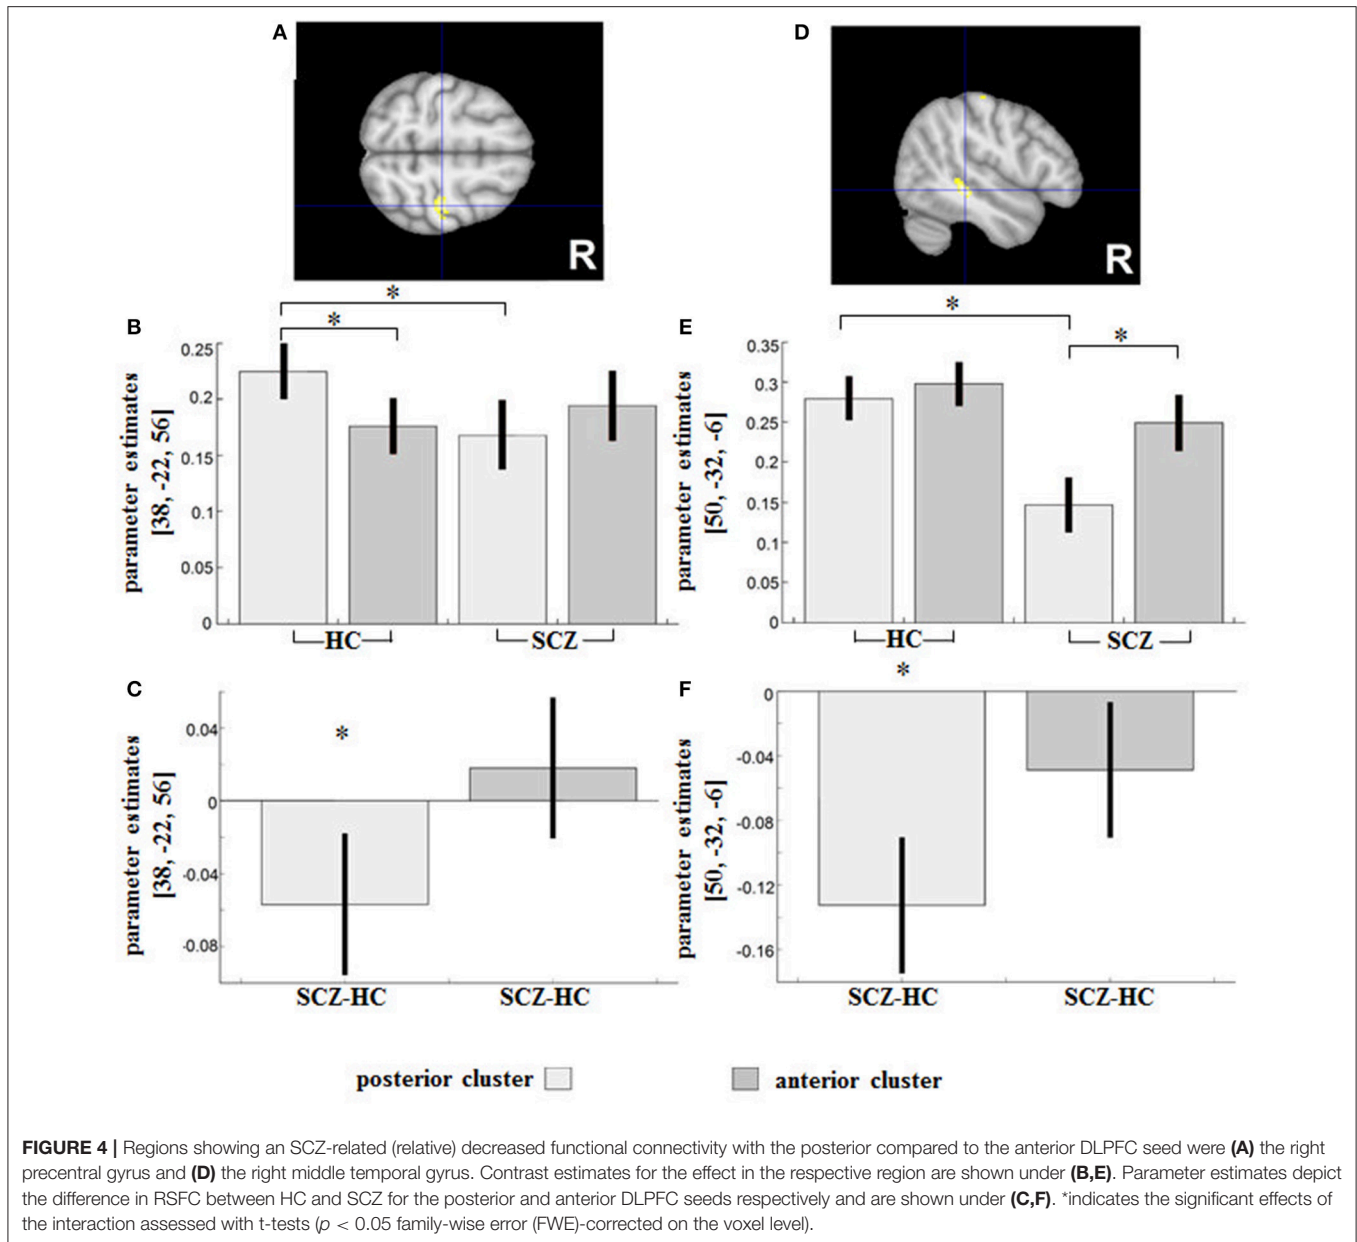 A
R
D
R
B
*
*
0.25
0.2
0.15
0.1
0.05
0
parameter estimates
[38, -22, 56]
HC
SCZ
E
*
*
0.35
0.3
0.25
0.2
0.15
0.1
0.05
0
parameter estimates
[50, -32, -6]
HC
SCZ
C
*
0.04
0
-0.04
-0.08
parameter estimates
[38, -22, 56]
SCZ-HC
SCZ-HC
F
*
0
-0.04
-0.08
-0.12
-0.16
parameter estimates
[50, -32, -6]
SCZ-HC
SCZ-HC
posterior cluster
anterior cluster
FIGURE 4 | Regions showing an SCZ-related (relative) decreased functional connectivity with the posterior compared to the anterior DLPFC seed were (A) the right
precentral gyrus and (D) the right middle temporal gyrus. Contrast estimates for the effect in the respective region are shown under (B,E). Parameter estimates depict
the difference in RSFC between HC and SCZ for the posterior and anterior DLPFC seeds respectively and are shown under (C,F). *indicates the significant effects of
the interaction assessed with t-tests (p < 0.05 family-wise error (FWE)-corrected on the voxel level).